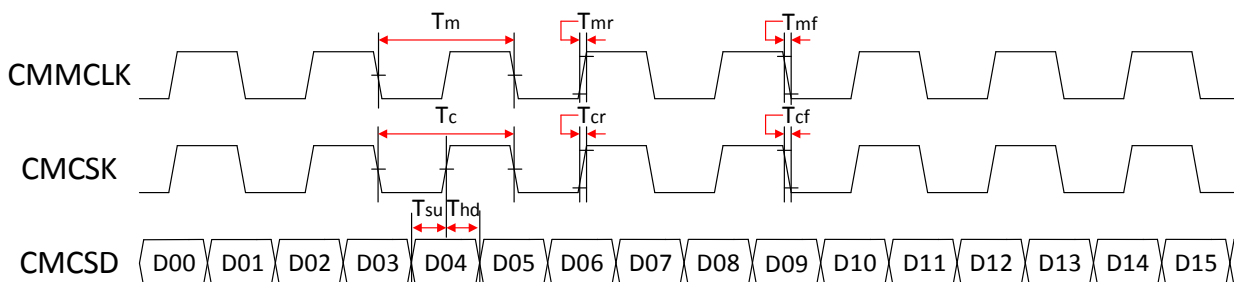 Tm Tmr Tmf
CMMCLK
Tc Tcr Tcf
CMCSK
Tsu Thd
CMCSD D00 D01 D02 D03 D04 D05 D06 D07 D08 D09 D10 D11 D12 D13 D14 D15